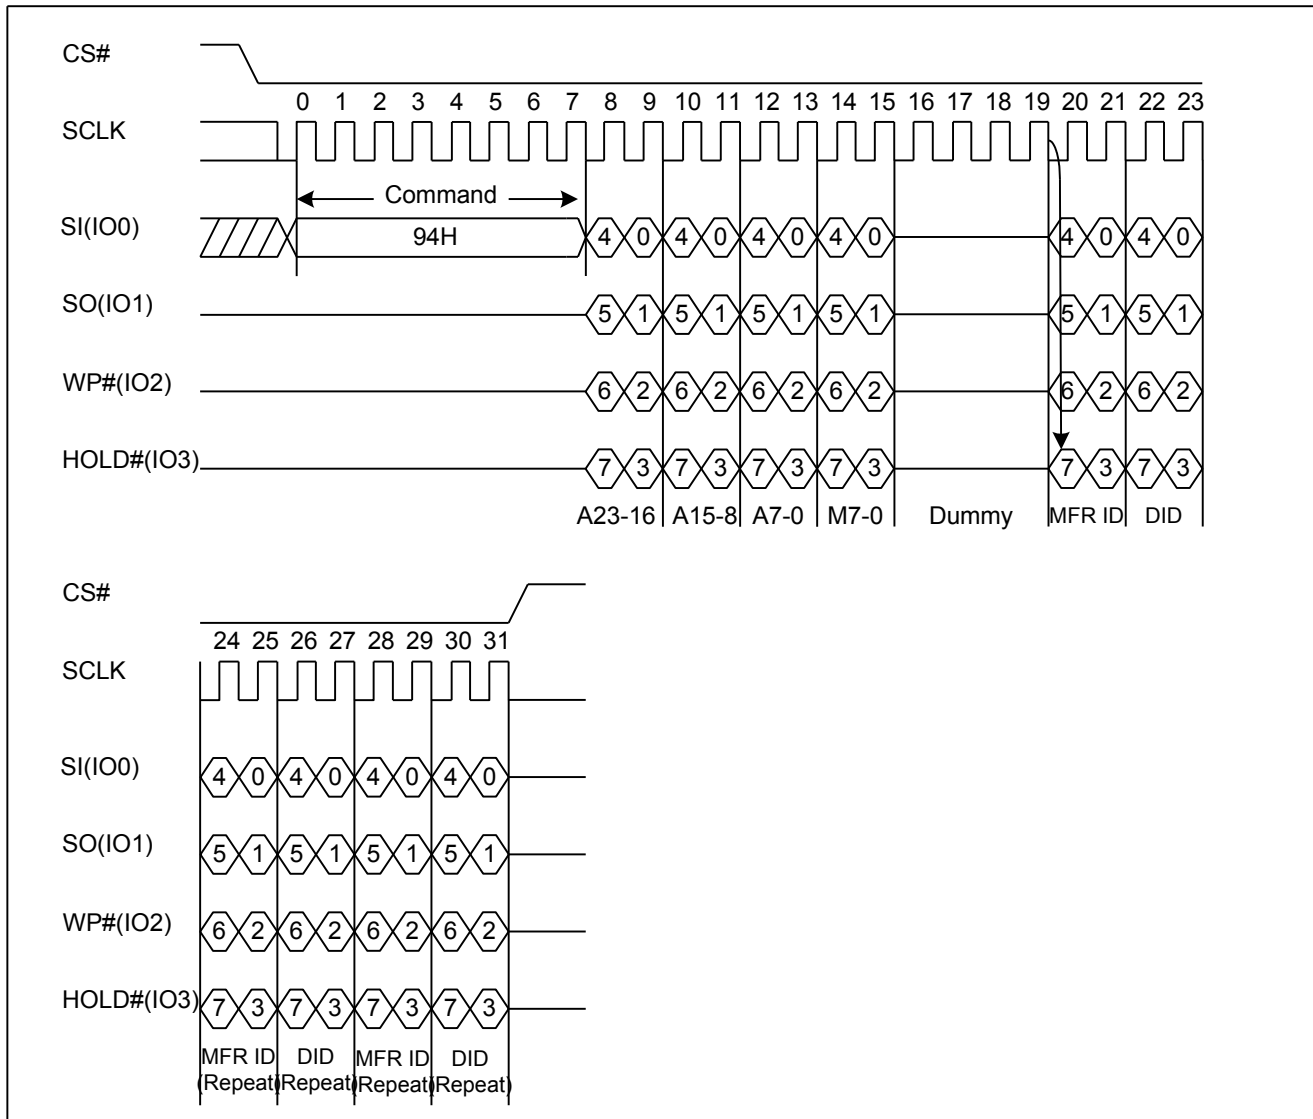 CS#
0 1 2 3 4 5 6 7 8 9 10 11 12 13 14 15 16 17 18 19 20 21 22 23
SCLK
Command
SI(IO0) 94H 4 0 4 0 4 0 4 0 4 0 4 0
SO(IO1) 5 1 5 1 5 1 5 1 5 1 5 1
WP#(IO2) 6 2 6 2 6 2 6 2 6 2 6 2
HOLD#(IO3) 7 3 7 3 7 3 7 3 7 3 7 3
A23-16 A15-8 A7-0 M7-0 Dummy MFR ID DID
CS#
24 25 26 27 28 29 30 31
SCLK
SI(IO0) 4 0 4 0 4 0 4 0
SO(IO1) 5 1 5 1 5 1 5 1
WP#(IO2) 6 2 6 2 6 2 6 2
HOLD#(IO3) 7 3 7 3 7 3 7 3
MFR ID DID MFR ID DID
(Repeat) (Repeat) (Repeat) (Repeat)